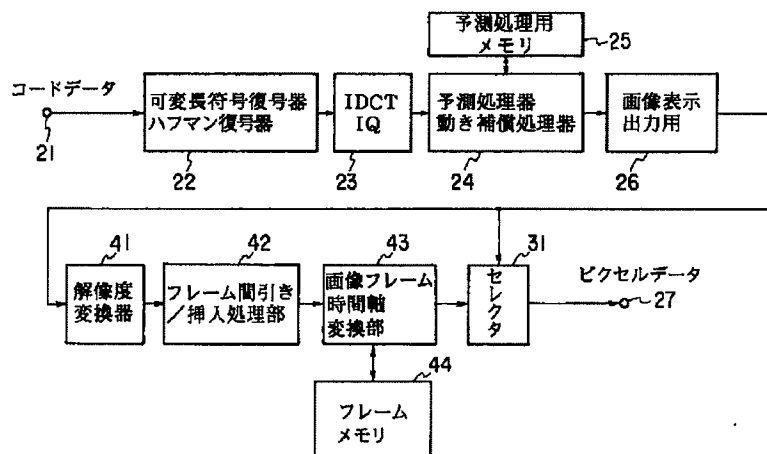 予測処理用
メモリ
25
コードデータ
21
可変長符号復号器
ハフマン復号器
22
IDCT
IQ
23
予測処理器
動き補償処理器
24
画像表示
出力用
26
41
解像度
変換器
42
フレーム間引き
/挿入処理部
43
画像フレーム
時間軸
変換部
31
セレクタ
ピクセルデータ
27
44
フレーム
メモリ